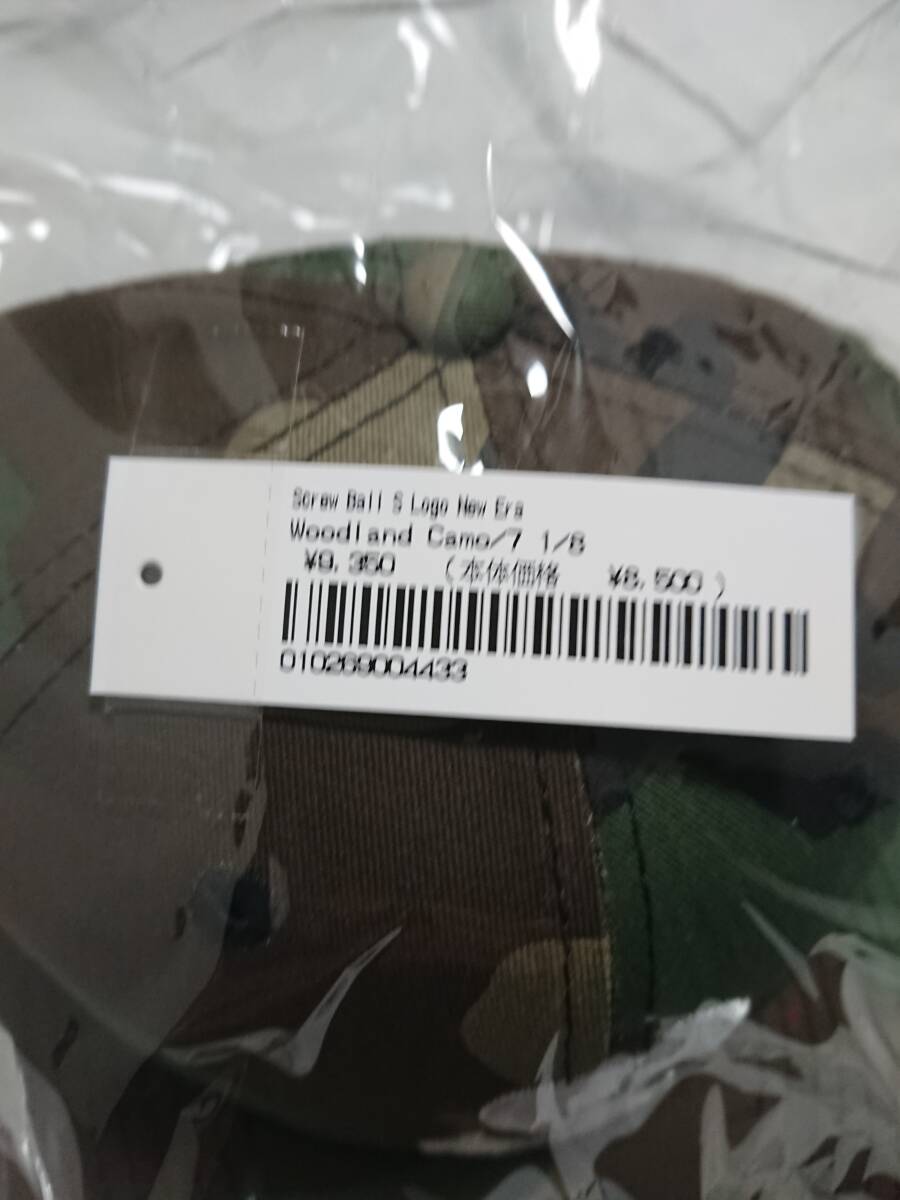 Screw Ball S Logo New Era
Woodland Camo/7 1/8
¥9,350 (本体価格 ¥8,500)
010269004433